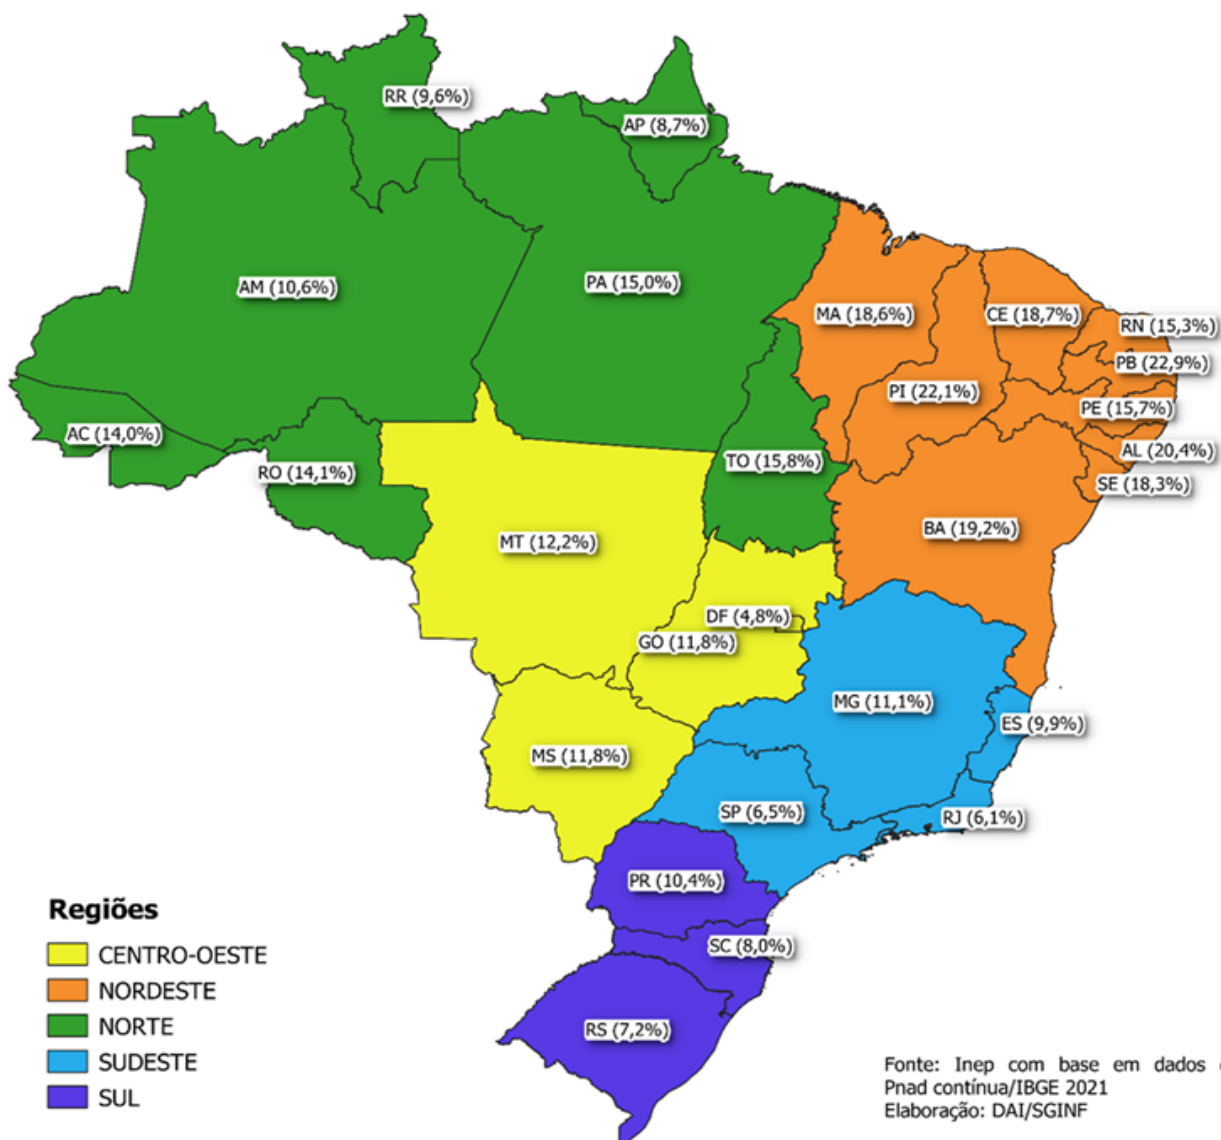 RR (9,6%)
AP (8,7%)
AM (10,6%)
PA (15,0%)
MA (18,6%)
CE (18,7%)
RN (15,3%)
PB (22,9%)
PI (22,1%)
PE (15,7%)
AC (14,0%)
RO (14,1%)
TO (15,8%)
AL (20,4%)
SE (18,3%)
BA (19,2%)
MT (12,2%)
DF (4,8%)
GO (11,8%)
MG (11,1%)
ES (9,9%)
MS (11,8%)
SP (6,5%)
RJ (6,1%)
PR (10,4%)
SC (8,0%)
RS (7,2%)
Regiões
CENTRO-OESTE
NORDESTE
NORTE
SUDESTE
SUL
Fonte: Inep com base em dados
Pnad contínua/IBGE 2021
Elaboração: DAI/SGINF